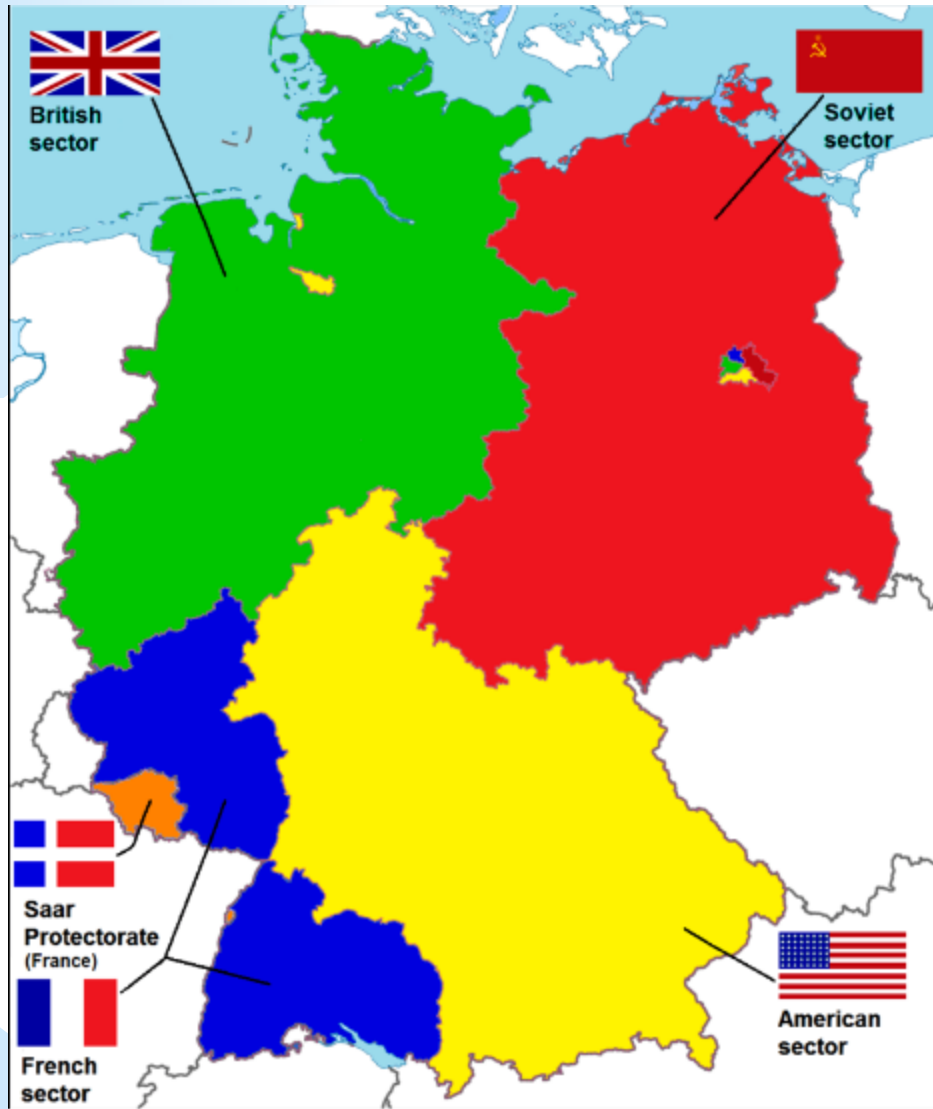 British
sector
Soviet
sector
Saar
Protectorate
(France)
French
sector
American
sector